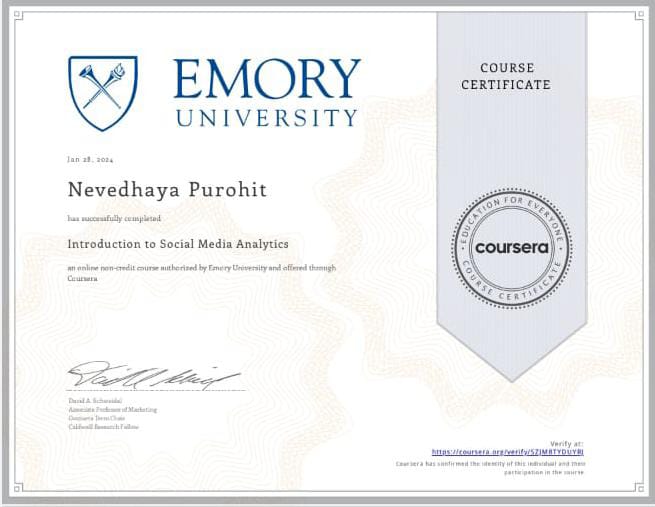 EMORY
UNIVERSITY
COURSE
CERTIFICATE
Jan 28, 2024
Nevedhaya Purohit
has successfully completed
Introduction to Social Media Analytics
an online non-credit course authorized by Emory University and offered through
Coursera
EDUCATION FOR EVERYONE
coursera
COURSE CERTIFICATE
David A. Schweidel
Associate Professor of Marketing
Term Chair
Caldwell Research Fellow
Verify at:
https://coursera.org/verify/
Coursera has confirmed the identity of this individual and their
participation in the course